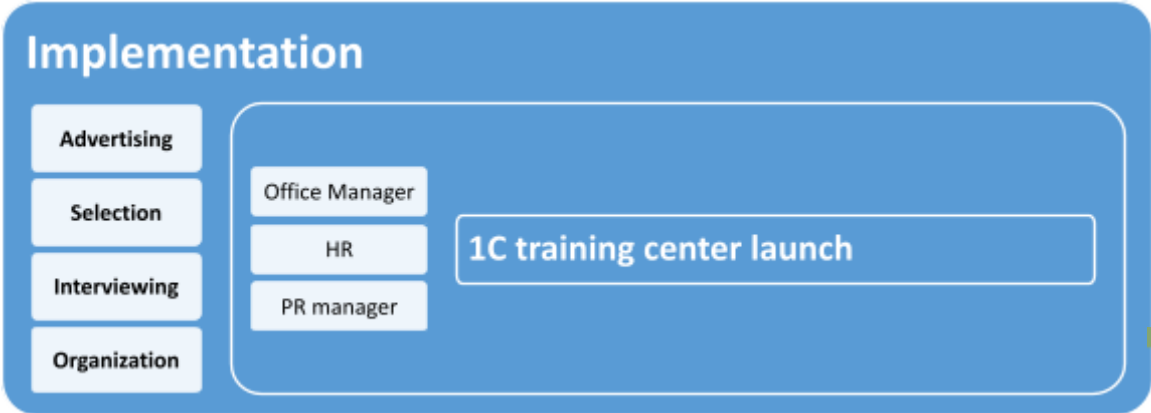 Implementation
Advertising
Selection
Interviewing
Organization
Office Manager
HR
PR manager
1C training center launch